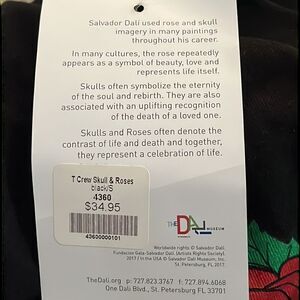 Salvador Dalí used rose and skull
imagery in many paintings
throughout his career.
In many cultures, the rose repeatedly
appears as a symbol of beauty, love and
represents life itself.
Skulls often symbolize the eternity
of the soul and rebirth. They are also
associated with an uplifting recognition
of the death of a loved one.
Skulls and Roses often denote the
contrast of life and death and together,
they represent a celebration of life.
T Crew Skull & Roses
black/S
4360
$34.95
43600000101
THE DALÍ MUSEUM
Worldwide rights © Salvador Dalí.
Fundacion Gala-Salvador Dalí. (Artists Rights Society).
2017 / In the USA © Salvador Dalí Museum, Inc.
St. Petersburg, FL. 2017.
TheDali.org p: 727.823.3767 f: 727.894.6068
One Dali Blvd., St Petersburg FL 33701